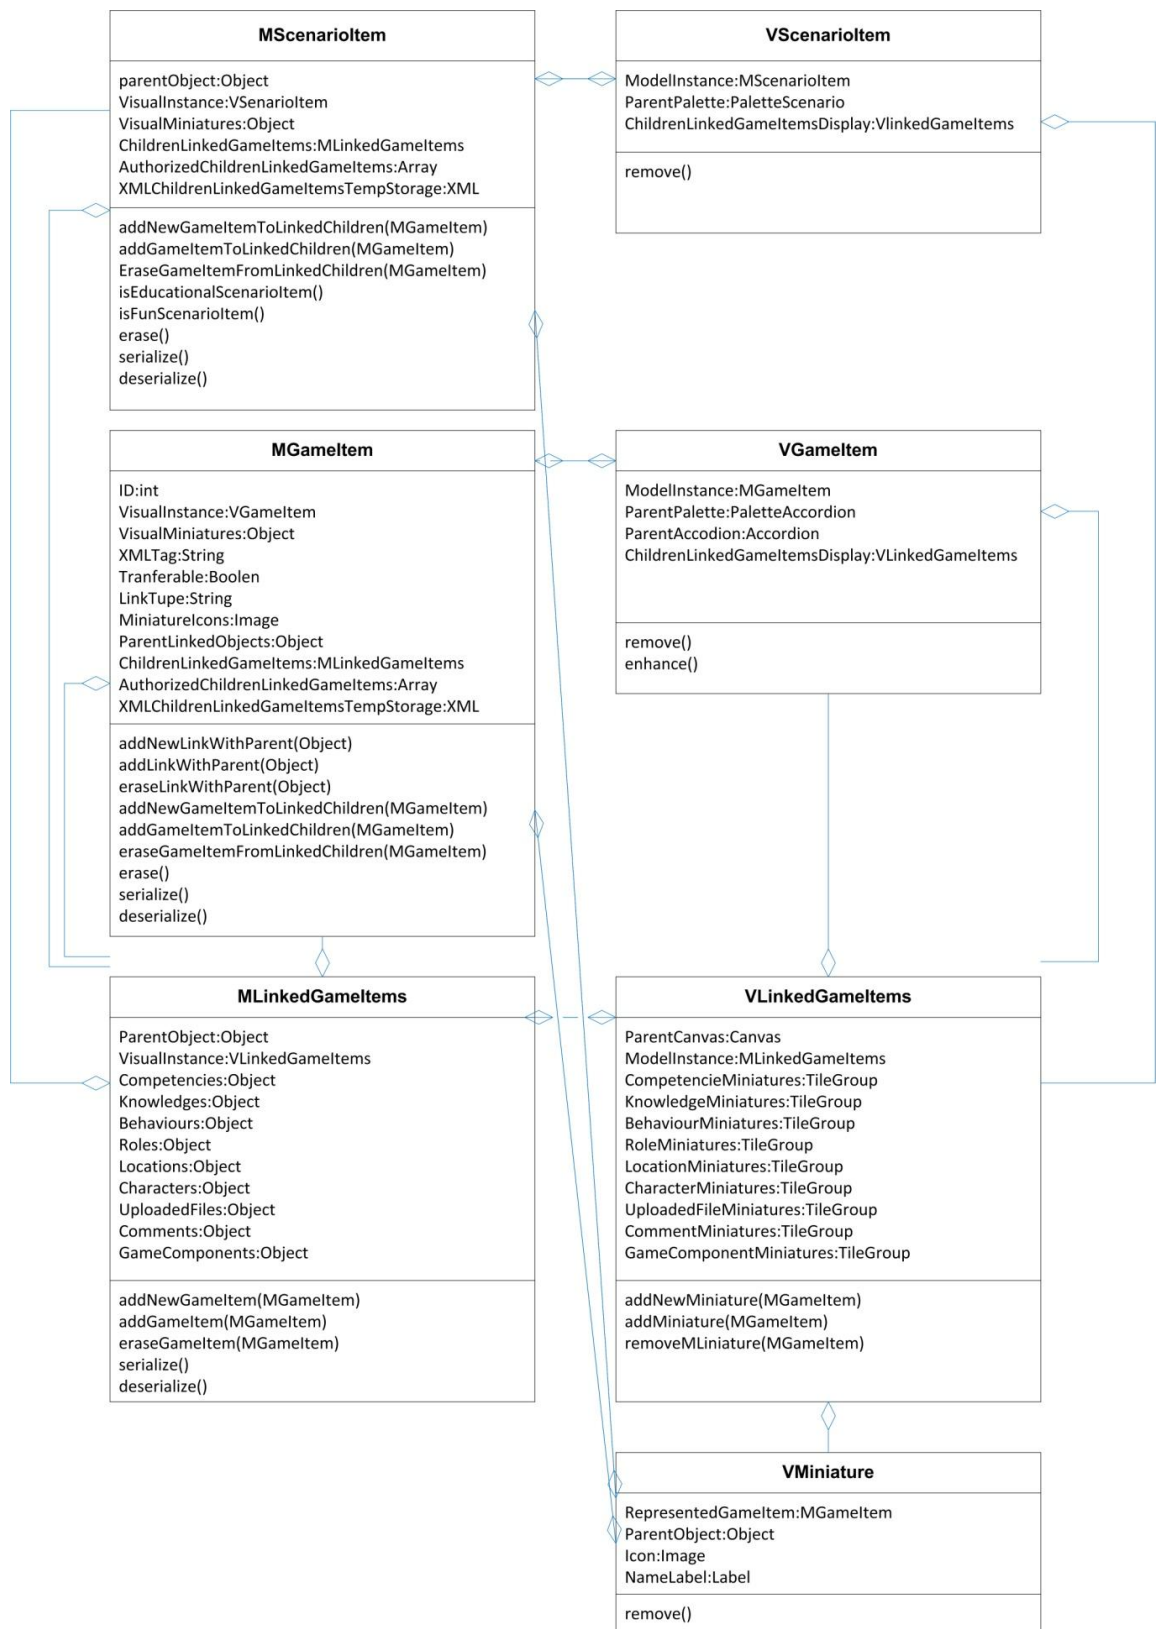 MScenarioItem
parentObject:Object
VisualInstance:VSenarioItem
VisualMiniatures:Object
ChildrenLinkedGameItems:MLinkedGameItems
AuthorizedChildrenLinkedGameItems:Array
XMLChildrenLinkedGameItemsTempStorage:XML
addNewGameItemToLinkedChildren(MGameItem)
addGameItemToLinkedChildren(MGameItem)
EraseGameItemFromLinkedChildren(MGameItem)
isEducationalScenarioItem()
isFunScenarioItem()
erase()
serialize()
deserialize()
VScenarioItem
ModelInstance:MScenarioItem
ParentPalette:PaletteScenario
ChildrenLinkedGameItemsDisplay:VlinkedGameItems
remove()
MGameItem
ID:int
VisualInstance:VGameItem
VisualMiniatures:Object
XMLTag:String
Tranferable:Boolen
LinkTupe:String
MiniatureIcons:Image
ParentLinkedObjects:Object
ChildrenLinkedGameItems:MLinkedGameItems
AuthorizedChildrenLinkedGameItems:Array
XMLChildrenLinkedGameItemsTempStorage:XML
addNewLinkWithParent(Object)
addLinkWithParent(Object)
eraseLinkWithParent(Object)
addNewGameItemToLinkedChildren(MGameItem)
addGameItemToLinkedChildren(MGameItem)
eraseGameItemFromLinkedChildren(MGameItem)
erase()
serialize()
deserialize()
VGameItem
ModelInstance:MGameItem
ParentPalette:PaletteAccordion
ParentAccodion:Accordion
ChildrenLinkedGameItemsDisplay:VLinkedGameItems
remove()
enhance()
MLinkedGameItems
ParentObject:Object
VisualInstance:VLinkedGameItems
Competencies:Object
Knowledges:Object
Behaviours:Object
Roles:Object
Locations:Object
Characters:Object
UploadedFiles:Object
Comments:Object
GameComponents:Object
addNewGameItem(MGameItem)
addGameItem(MGameItem)
eraseGameItem(MGameItem)
serialize()
deserialize()
VLinkedGameItems
ParentCanvas:Canvas
ModelInstance:MLinkedGameItems
CompetencieMiniatures:TileGroup
KnowledgeMiniatures:TileGroup
BehaviourMiniatures:TileGroup
RoleMiniatures:TileGroup
LocationMiniatures:TileGroup
CharacterMiniatures:TileGroup
UploadedFileMiniatures:TileGroup
CommentMiniatures:TileGroup
GameComponentMiniatures:TileGroup
addNewMiniature(MGameItem)
addMiniature(MGameItem)
removeMLiniature(MGameItem)
VMiniature
RepresentedGameItem:MGameItem
ParentObject:Object
Icon:Image
NameLabel:Label
remove()